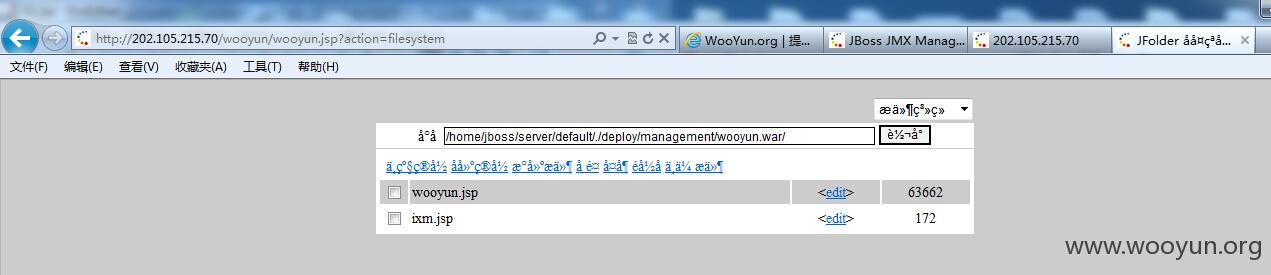 http://202.105.215.70/wooyun/wooyun.jsp?action=filesystem
WooYun.org | 提...
JBoss JMX Manag...
202.105.215.70
JFolder åå¤çªå...
文件(F) 编辑(E) 查看(V) 收藏夹(A) 工具(T) 帮助(H)
æä»¶ç³»ç»
å°å /home/jboss/server/default/./deploy/management/wooyun.war/ è½¬å°
ä¸çº§ç®å½ åå»ºç®å½ æ°å»ºæä»¶ å é¤ å¤å¶ éå½å ä¸ä¼ æä»¶
wooyun.jsp <edit> 63662
ixm.jsp <edit> 172
www.wooyun.org